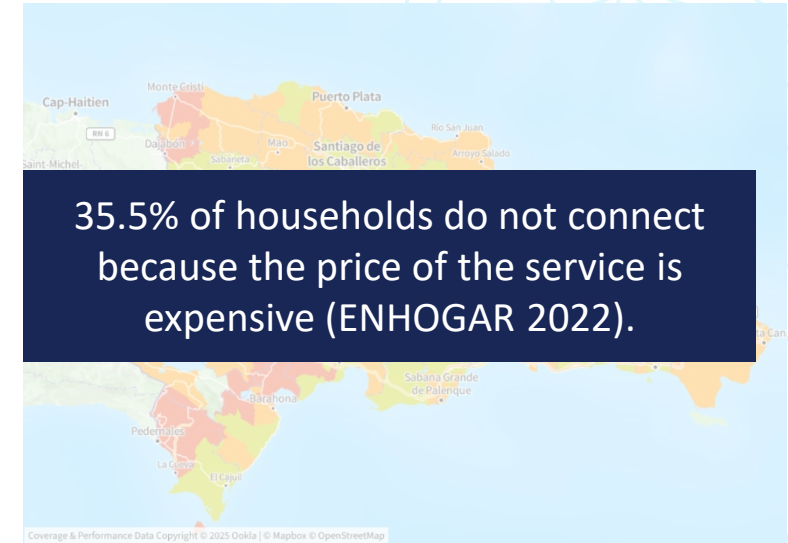 Monte Cristi
Cap-Haitien
Puerto Plata
RN 6
Río San Juan
Dajabón
Mao
Santiago de
los Caballeros
Arroyo Salado
Saint-Michel
Sabaneta
35.5% of households do not connect
because the price of the service is
expensive (ENHOGAR 2022).
ta Can
Sabana Grande
de Palenque
Barahona
Pedernales
La Cueva
El Cajuil
Coverage & Performance Data Copyright © 2025 Ookla | © Mapbox © OpenStreetMap